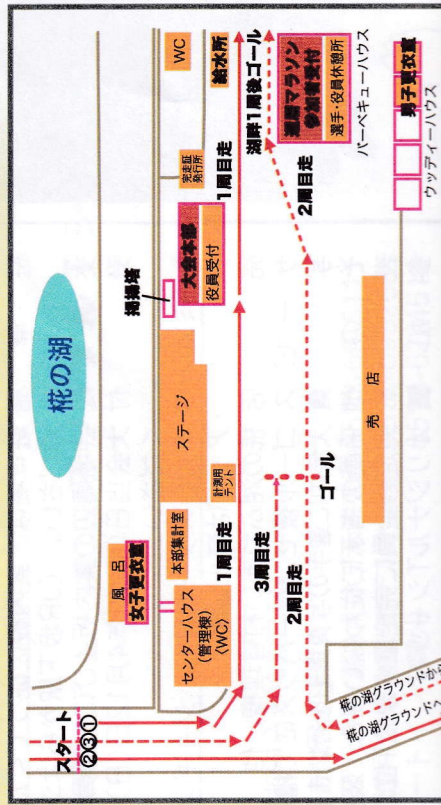 椛の湖
WC
給水所
完走証
発行所
1周目走
湖畔1周後ゴール
掲揚塔
大会本部
役員受付
湖周マラソン
参加者受付
選手・役員休憩所
バーベキューハウス
2周目走
男子更衣室
ウッディーハウス
ステージ
計測用
テント
本部集計室
風呂
女子更衣室
センターハウス
(管理棟)
〈WC〉
1周目走
3周目走
2周目走
ゴール
売店
スタート
②③①
椛の湖グラウンドから
椛の湖グラウンドへ